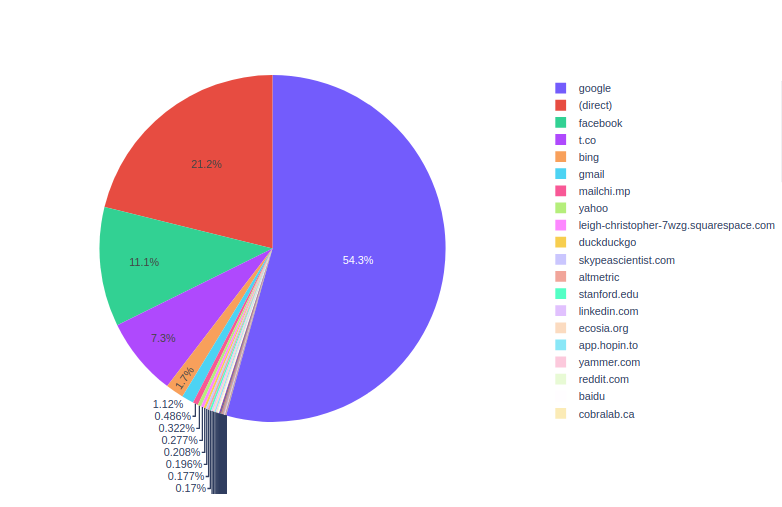 54.3%
21.2%
11.1%
7.3%
1.7%
1.12%
0.486%
0.322%
0.277%
0.208%
0.196%
0.177%
0.17%
google
(direct)
facebook
t.co
bing
gmail
mailchi.mp
yahoo
leigh-christopher-7wzg.squarespace.com
duckduckgo
skypeascientist.com
altmetric
stanford.edu
linkedin.com
ecosia.org
app.hopin.to
yammer.com
reddit.com
baidu
cobralab.ca